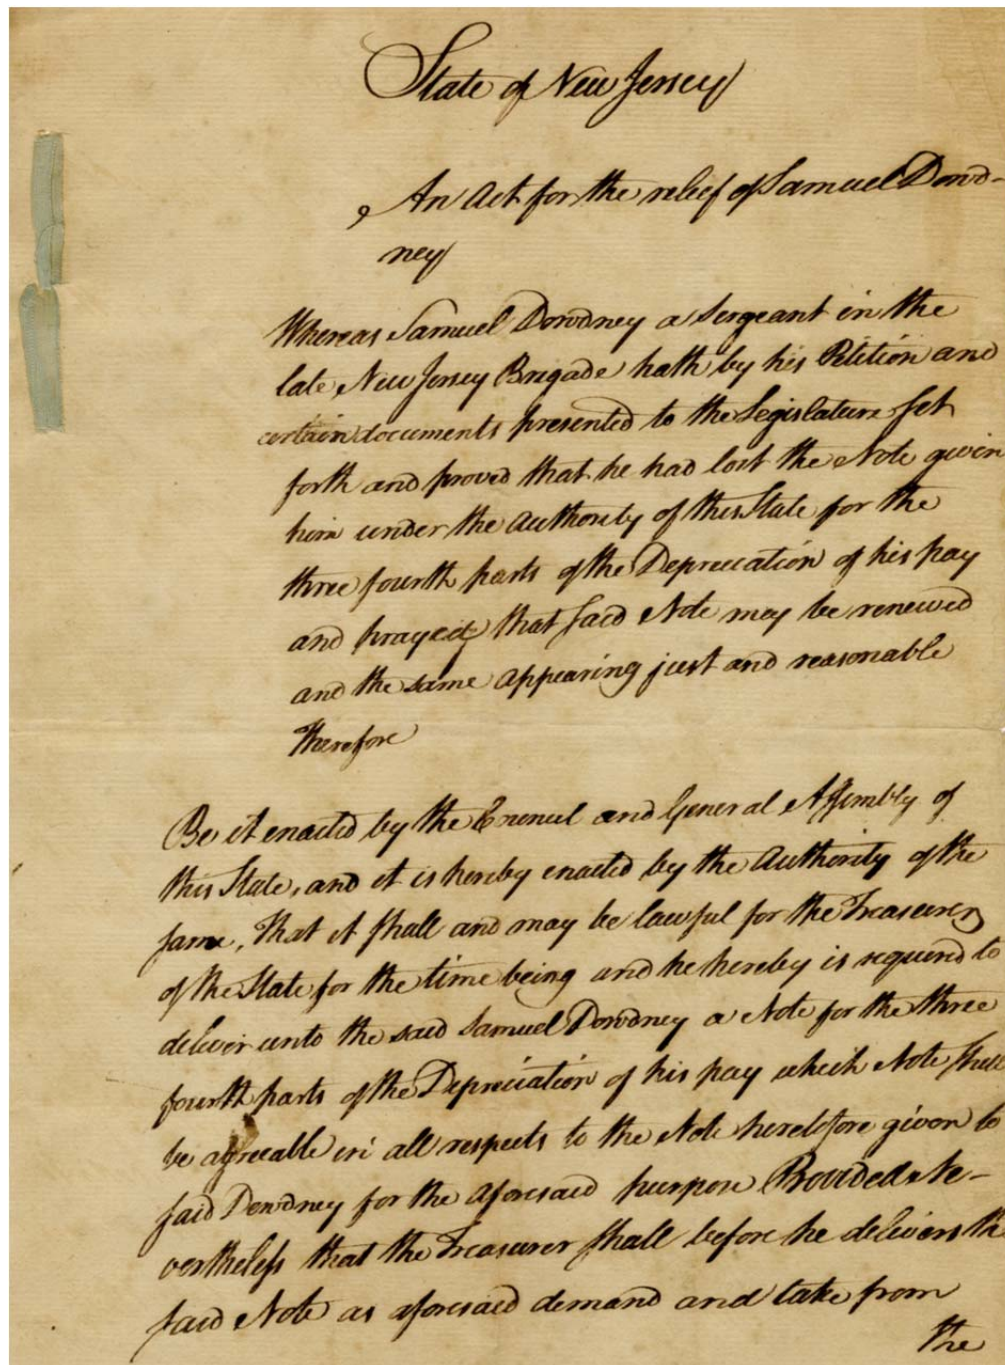 State of New Jersey
An Act for the relief of Samuel Dowd-
ney
Whereas Samuel Dowdney a Sergeant in the
late New Jersey Brigade hath by his Petition and
certain documents presented to the Legislature set
forth and proved that he had lost the Note given
him under the Authority of this State for the
three fourth parts of the Depreciation of his pay
and prayed that said Note may be renewed
and the same appearing just and reasonable
Therefore
Be it enacted by the Council and General Assembly of
this State, and it is hereby enacted by the Authority of the
same, That it shall and may be lawful for the Treasurer
of the State for the time being and he hereby is required to
deliver unto the said Samuel Dowdney a Note for the three
fourth parts of the Depreciation of his pay which Note shall
be agreeable in all respects to the Note heretofore given to
said Dowdney for the aforesaid purpose Provided Ne-
vertheless that the Treasurer shall before he delivers the
said Note as aforesaid demand and take from
the